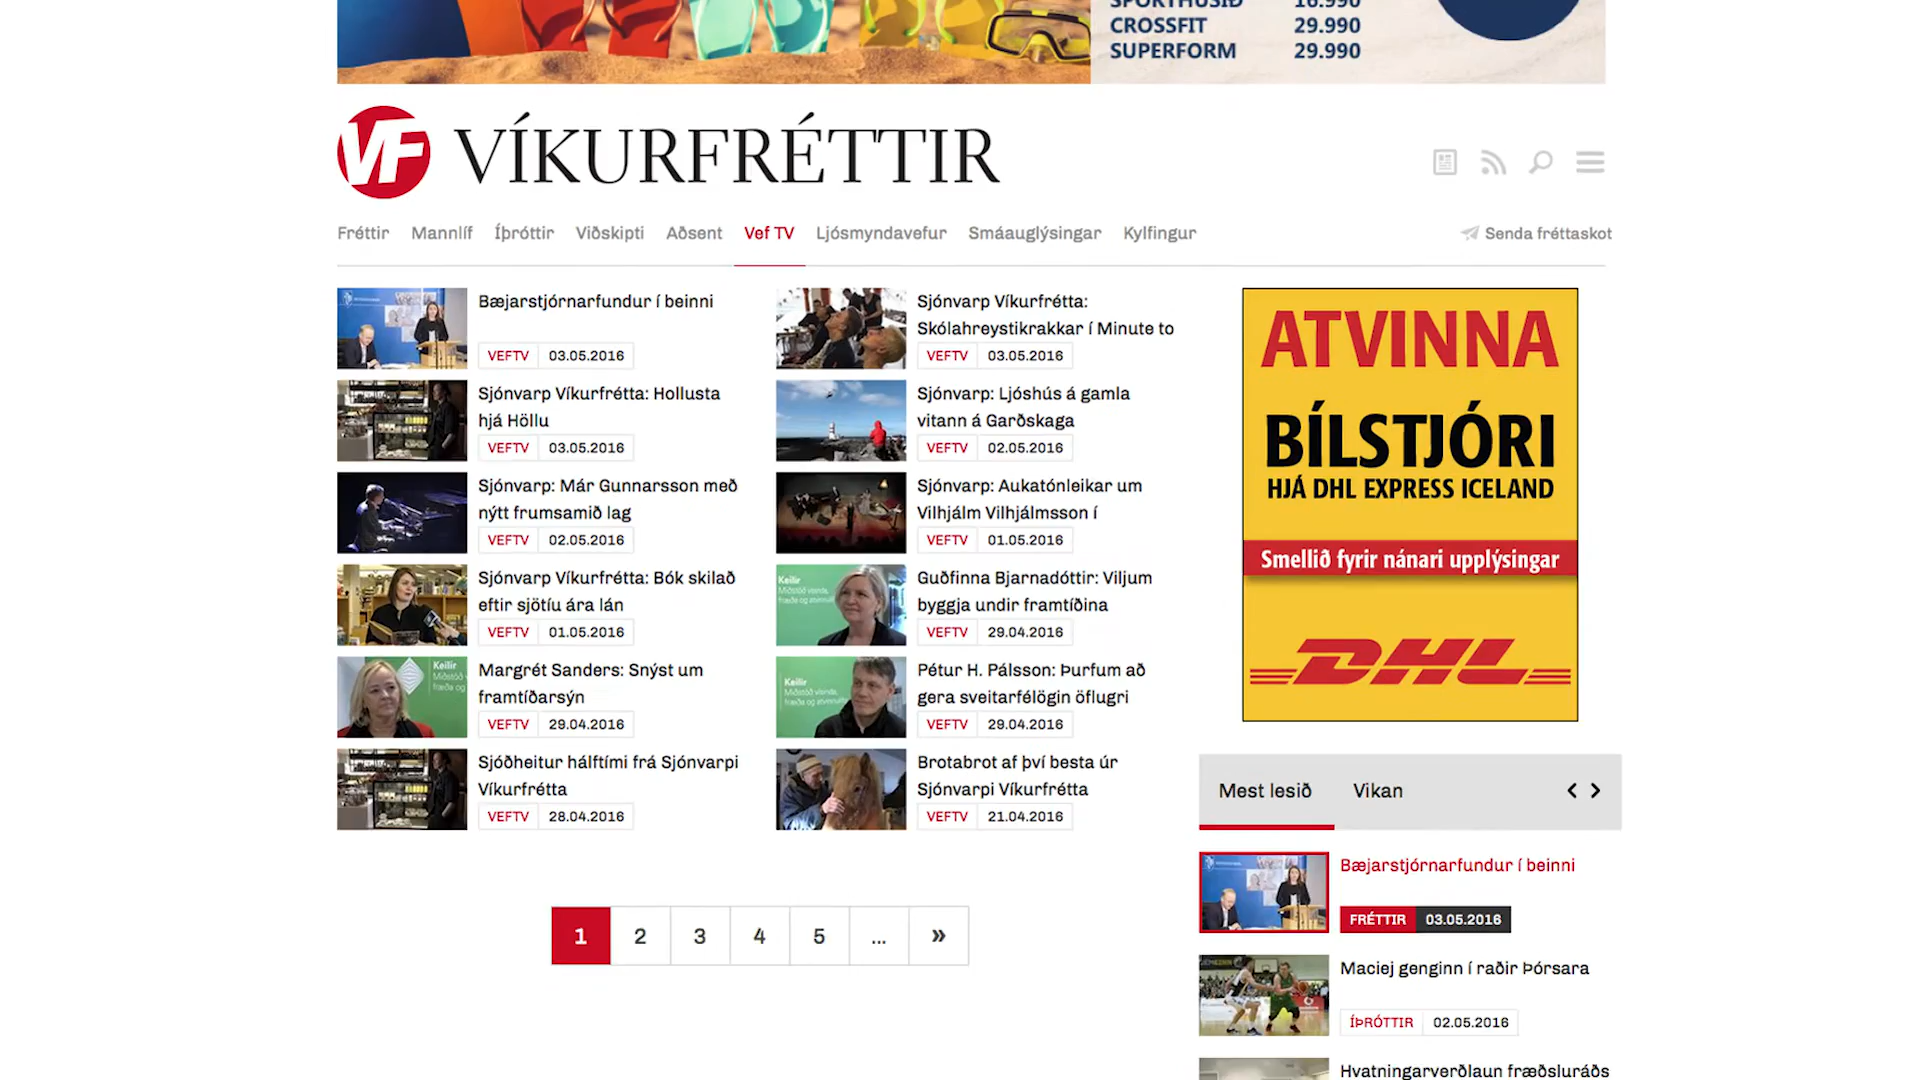 SPORTHÚSIÐ 16.990
CROSSFIT 29.990
SUPERFORM 29.990
VF VÍKURFRÉTTIR
Fréttir Mannlíf Íþróttir Viðskipti Aðsent Vef TV Ljósmyndavefur Smáauglýsingar Kylfingur Senda fréttaskot
Bæjarstjórnarfundur í beinni
VEFTV 03.05.2016
Sjónvarp Víkurfrétta:
Skólahreystikrakkar í Minute to
VEFTV 03.05.2016
Sjónvarp Víkurfrétta: Hollusta
hjá Höllu
VEFTV 03.05.2016
Sjónvarp: Ljóshús á gamla
vitann á Garðskaga
VEFTV 02.05.2016
Sjónvarp: Már Gunnarsson með
nýtt frumsamið lag
VEFTV 02.05.2016
Sjónvarp: Aukatónleikar um
Vilhjálm Vilhjálmsson í
VEFTV 01.05.2016
Sjónvarp Víkurfrétta: Bók skilað
eftir sjötíu ára lán
VEFTV 01.05.2016
Keilir
Guðfinna Bjarnadóttir: Viljum
byggja undir framtíðina
VEFTV 29.04.2016
Keilir
Margrét Sanders: Snýst um
framtíðarsýn
VEFTV 29.04.2016
Keilir
Pétur H. Pálsson: Þurfum að
gera sveitarfélögin öflugri
VEFTV 29.04.2016
Sjóðheitur hálftími frá Sjónvarpi
Víkurfrétta
VEFTV 28.04.2016
Brotabrot af því besta úr
Sjónvarpi Víkurfrétta
VEFTV 21.04.2016
1 2 3 4 5 ... »
ATVINNA
BÍLSTJÓRI
HJÁ DHL EXPRESS ICELAND
Smellið fyrir nánari upplýsingar
DHL
Mest lesið Vikan
Bæjarstjórnarfundur í beinni
FRÉTTIR 03.05.2016
Maciej genginn í raðir Þórsara
ÍÞRÓTTIR 02.05.2016
Hvatningarverðlaun fræðsluráðs